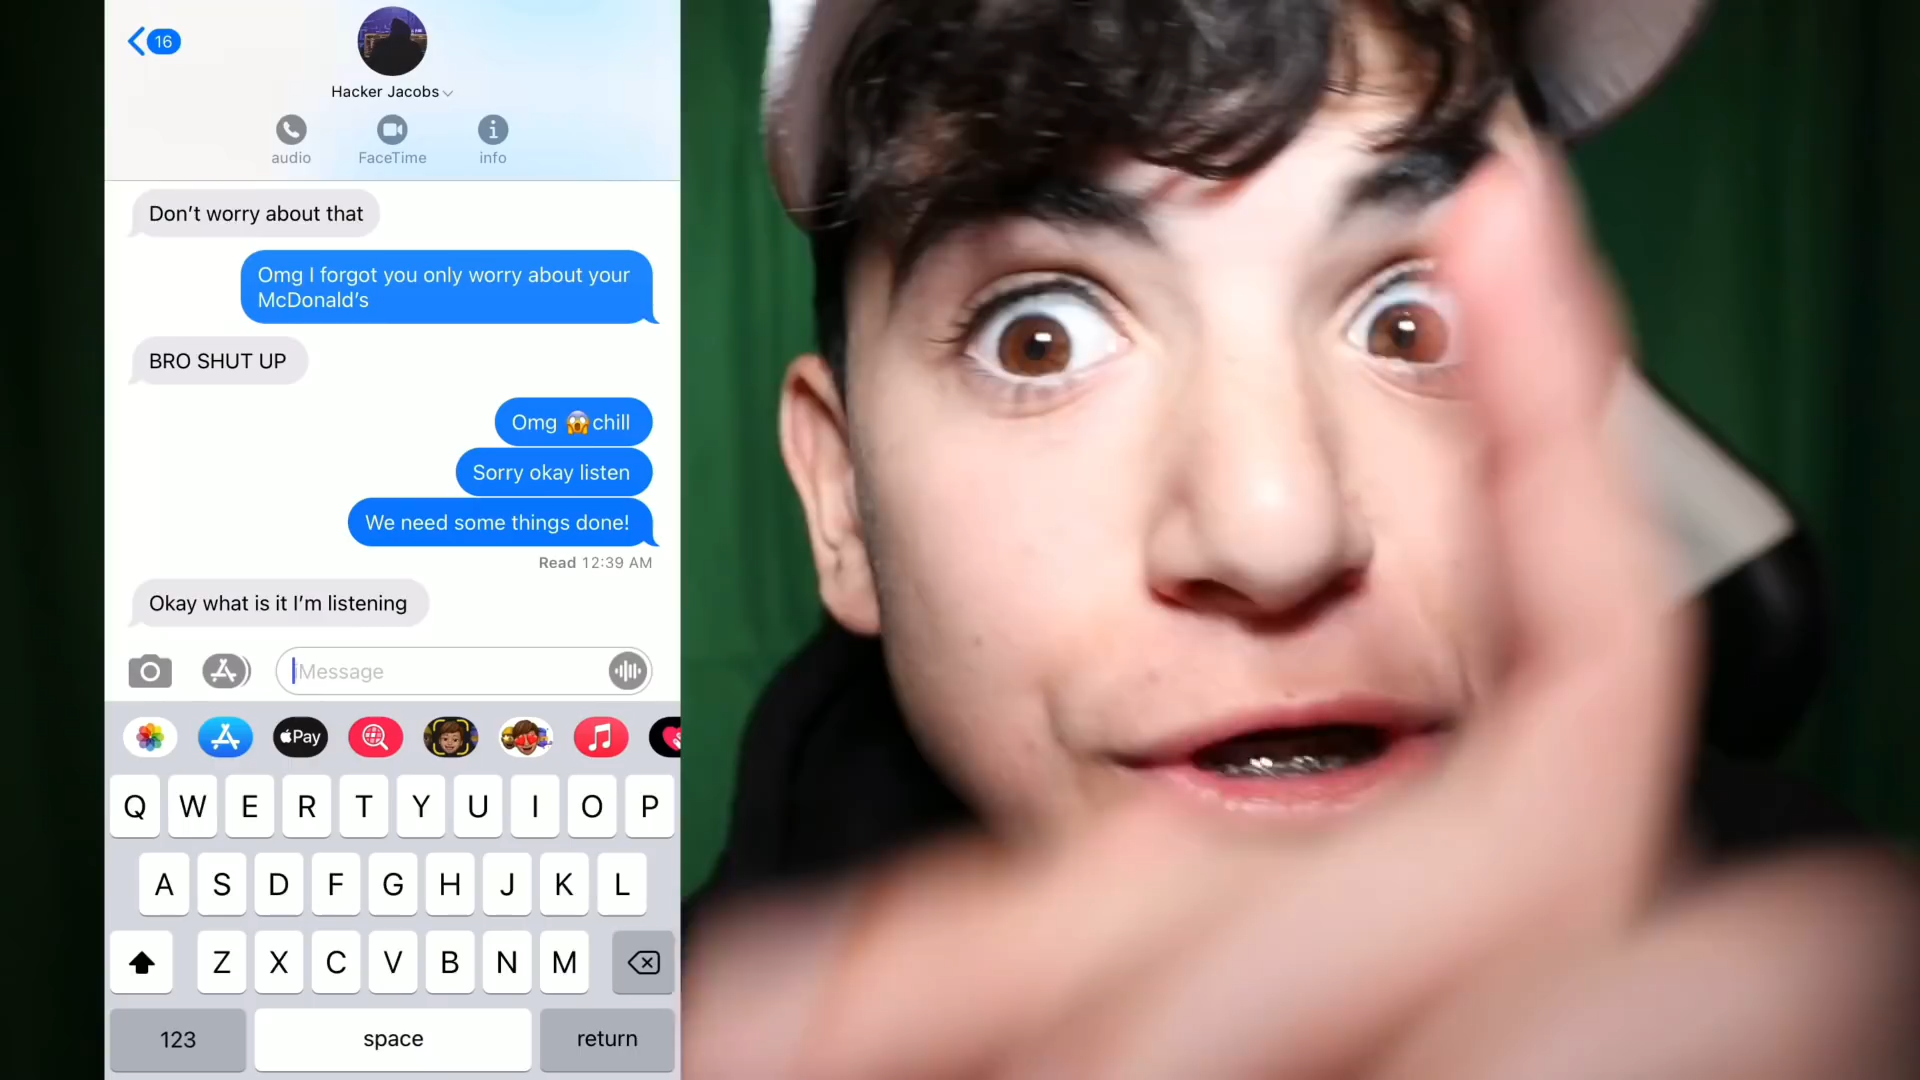 16
Hacker Jacobs
audio FaceTime info
Don’t worry about that
Omg I forgot you only worry about your
McDonald’s
BRO SHUT UP
Omg 😱chill
Sorry okay listen
We need some things done!
Read 12:39 AM
Okay what is it I’m listening
iMessage
Pay
Q W E R T Y U I O P
A S D F G H J K L
Z X C V B N M
123 space return